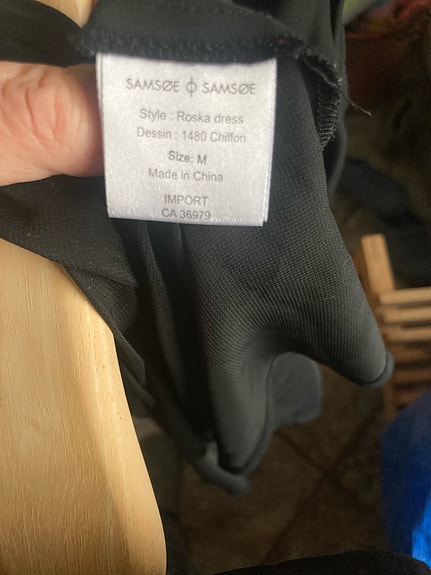 SAMSØE ϕ SAMSØE
Style : Roska dress
Dessin : 1480 Chiffon
Size: M
Made in China
IMPORT
CA 36979